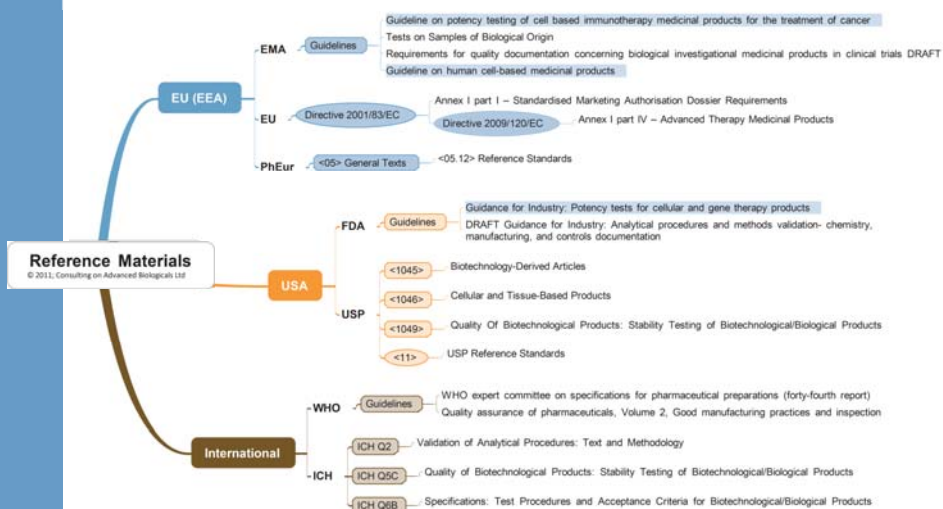 Guideline on potency testing of cell based immunotherapy medicinal products for the treatment of cancer
Tests on Samples of Biological Origin
EMA
Guidelines
Requirements for quality documentation concerning biological investigational medicinal products in clinical trials DRAFT
Guideline on human cell-based medicinal products
EU (EEA)
Annex I part I – Standardised Marketing Authorisation Dossier Requirements
EU
Directive 2001/83/EC
Directive 2009/120/EC
Annex I part IV – Advanced Therapy Medicinal Products
PhEur
<05> General Texts
<05.12> Reference Standards
Guidance for Industry: Potency tests for cellular and gene therapy products
FDA
Guidelines
DRAFT Guidance for Industry: Analytical procedures and methods validation- chemistry,
manufacturing, and controls documentation
Reference Materials
© 2011, Consulting on Advanced Biologicals Ltd
USA
<1045>
Biotechnology-Derived Articles
<1046>
Cellular and Tissue-Based Products
USP
<1049>
Quality Of Biotechnological Products: Stability Testing of Biotechnological/Biological Products
<11>
USP Reference Standards
WHO
Guidelines
WHO expert committee on specifications for pharmaceutical preparations (forty-fourth report)
Quality assurance of pharmaceuticals, Volume 2, Good manufacturing practices and inspection
International
ICH Q2
Validation of Analytical Procedures: Text and Methodology
ICH
ICH Q5C
Quality of Biotechnological Products: Stability Testing of Biotechnological/Biological Products
ICH Q6B
Specifications: Test Procedures and Acceptance Criteria for Biotechnological/Biological Products